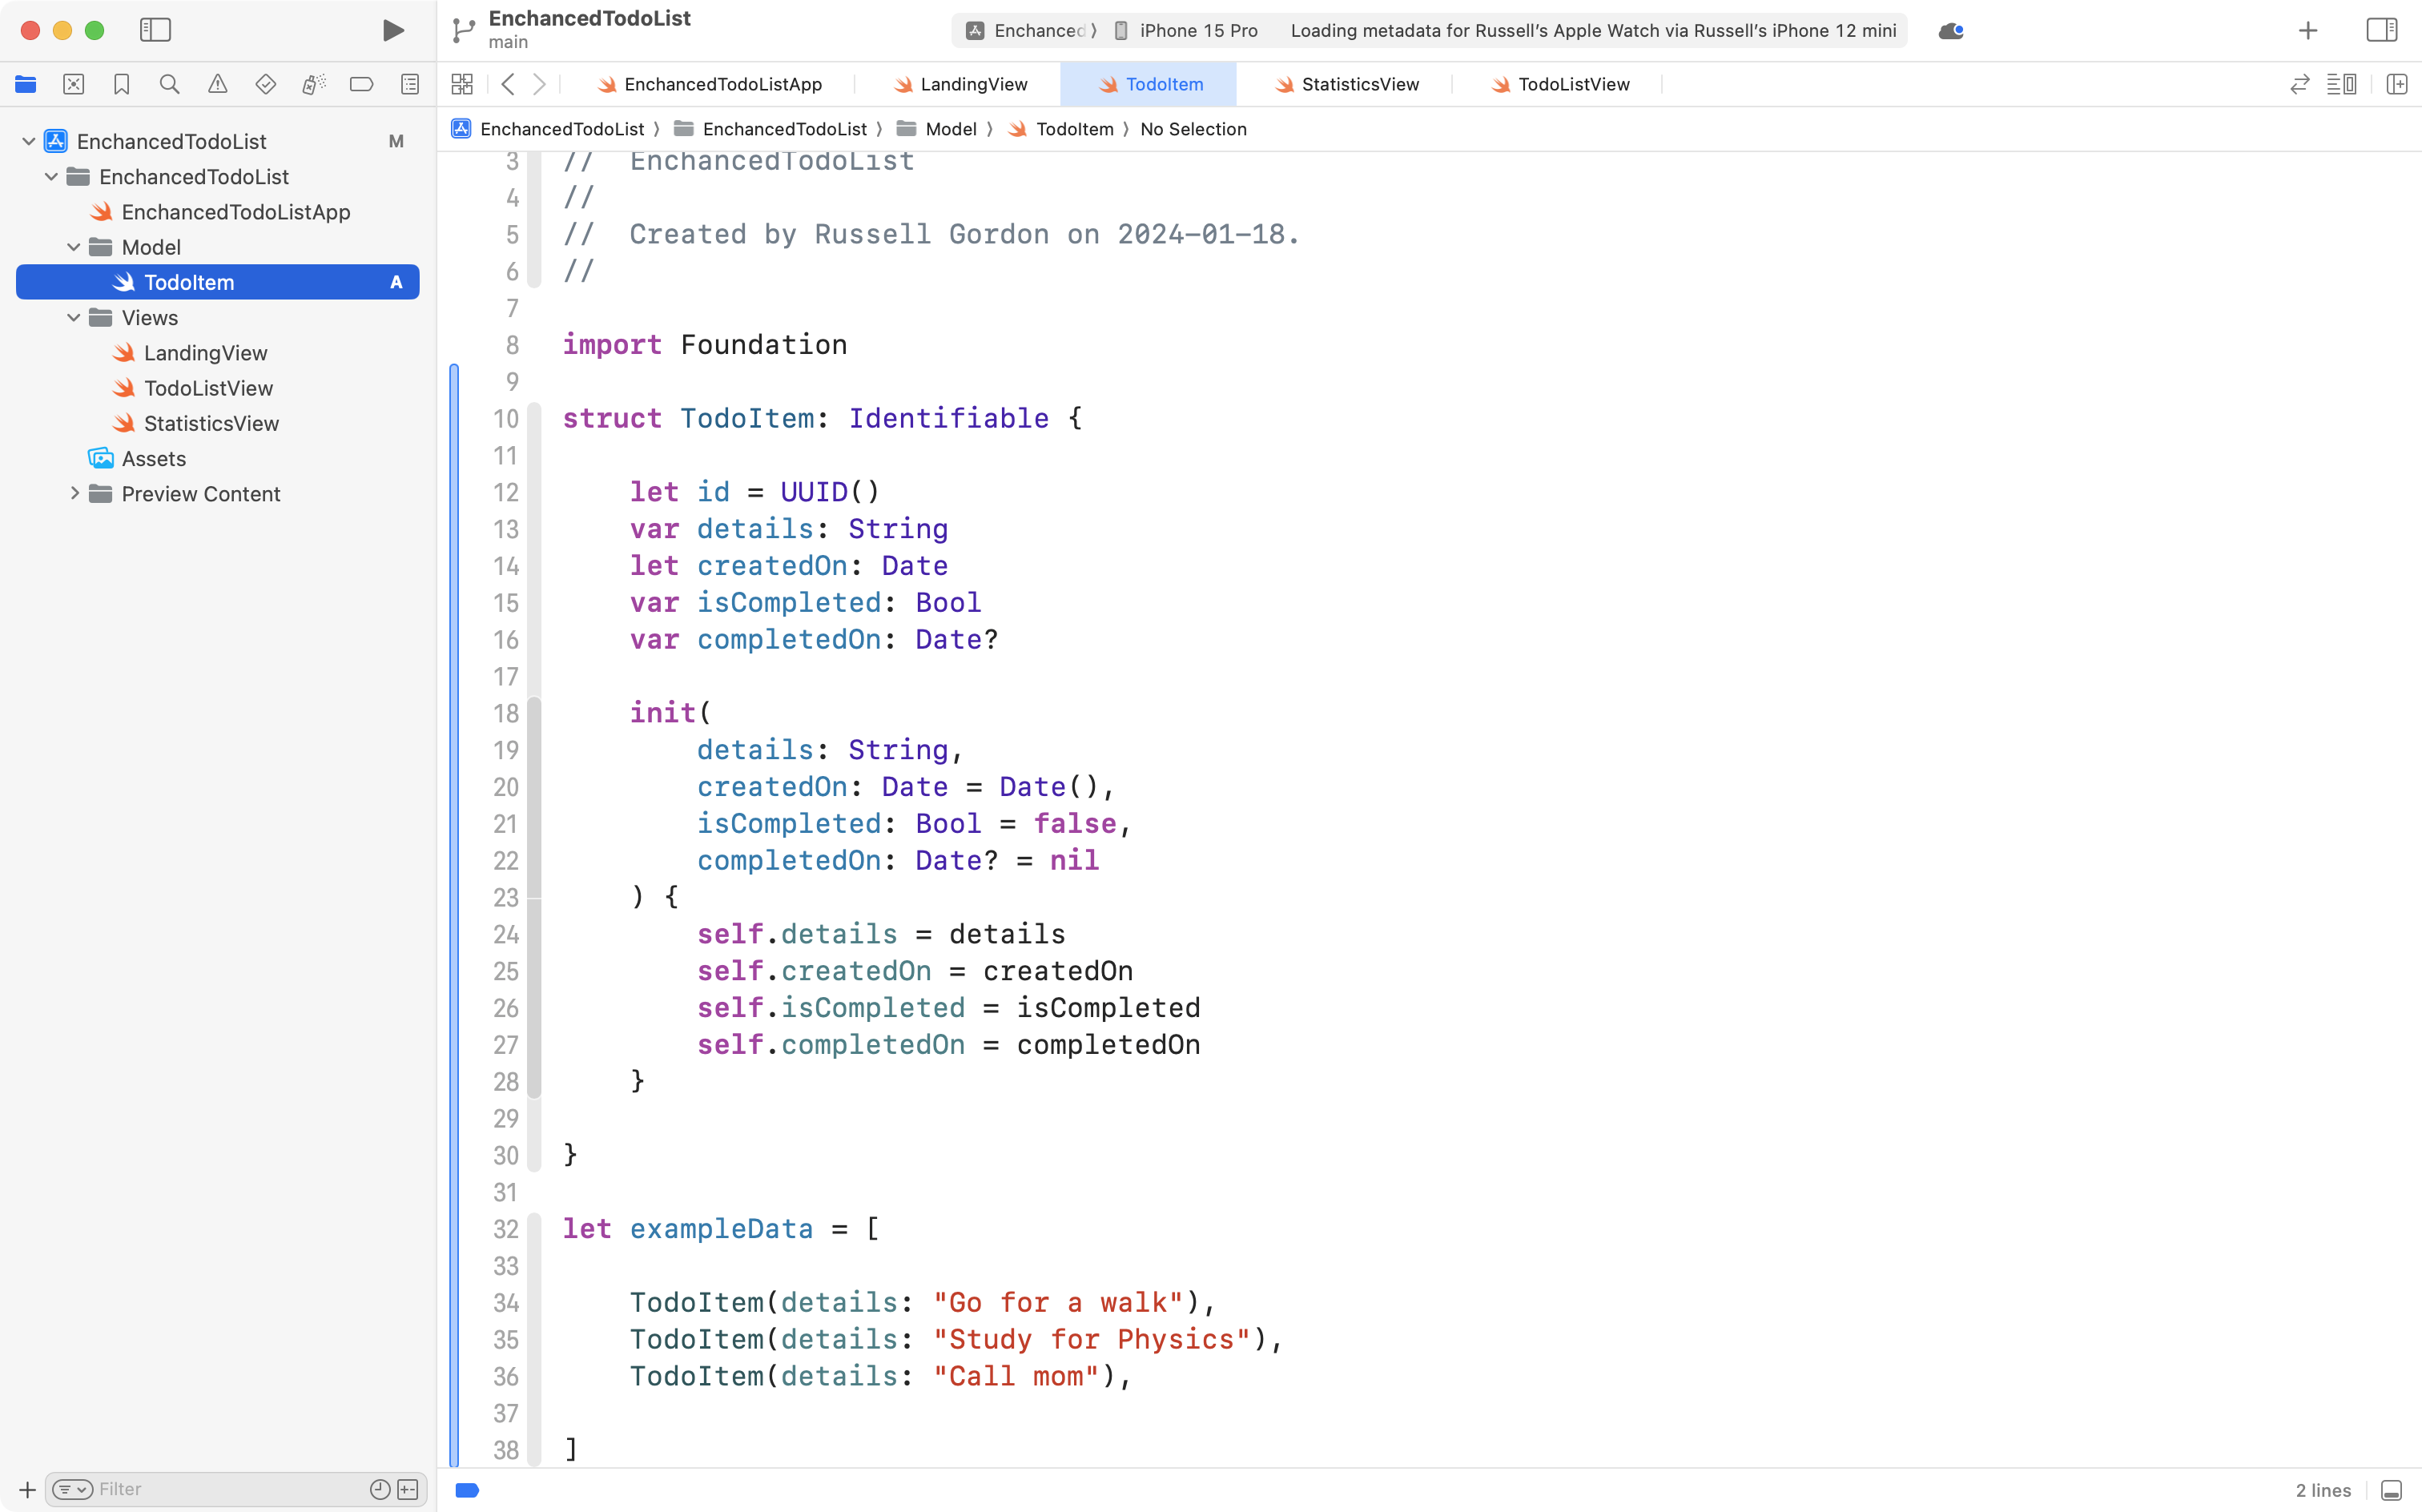 EnchancedTodoList
main
Enchanced
iPhone 15 Pro
Loading metadata for Russell’s Apple Watch via Russell’s iPhone 12 mini
EnchancedTodoListApp
LandingView
TodoItem
StatisticsView
TodoListView
EnchancedTodoList 〉 EnchancedTodoList 〉 Model 〉 TodoItem 〉 No Selection
EnchancedTodoList M
EnchancedTodoList
EnchancedTodoListApp
Model
TodoItem A
Views
LandingView
TodoListView
StatisticsView
Assets
Preview Content
Filter
3 //  EnchancedTodoList
4 //
5 //  Created by Russell Gordon on 2024-01-18.
6 //
7
8 import Foundation
9
10 struct TodoItem: Identifiable {
11
12     let id = UUID()
13     var details: String
14     let createdOn: Date
15     var isCompleted: Bool
16     var completedOn: Date?
17
18     init(
19         details: String,
20         createdOn: Date = Date(),
21         isCompleted: Bool = false,
22         completedOn: Date? = nil
23     ) {
24         self.details = details
25         self.createdOn = createdOn
26         self.isCompleted = isCompleted
27         self.completedOn = completedOn
28     }
29
30 }
31
32 let exampleData = [
33
34     TodoItem(details: "Go for a walk"),
35     TodoItem(details: "Study for Physics"),
36     TodoItem(details: "Call mom"),
37
38 ]
2 lines